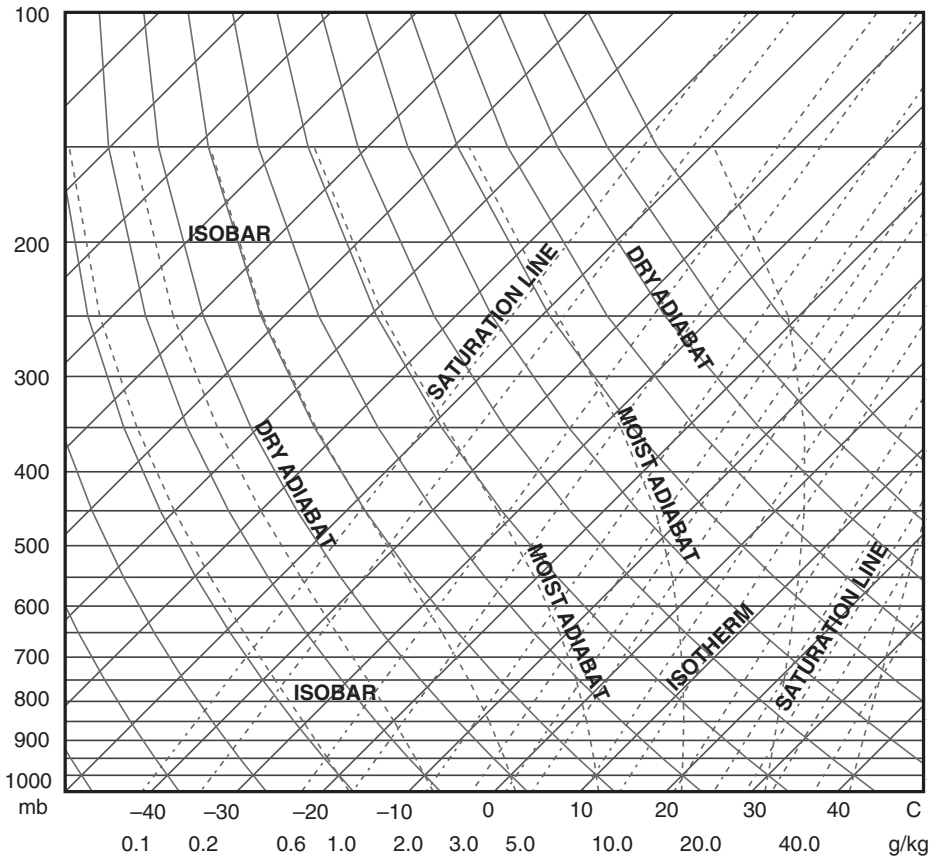 100
ISOBAR
200
SATURATION LINE
DRY ADIABAT
300
DRY ADIABAT
MOIST ADIABAT
400
500
MOIST ADIABAT
SATURATION LINE
600
ISOTHERM
700
ISOBAR
800
900
1000
mb –40 –30 –20 –10 0 10 20 30 40 C
0.1 0.2 0.6 1.0 2.0 3.0 5.0 10.0 20.0 40.0 g/kg